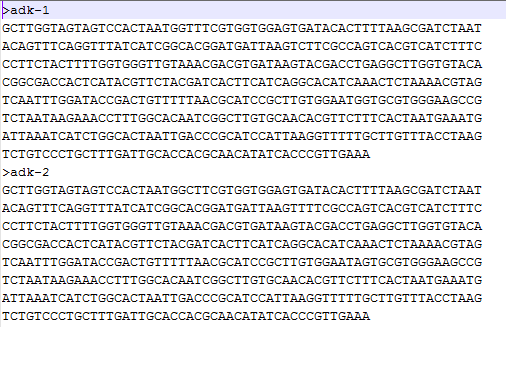 >adk-1
GCTTGGTAGTAGTCCACTAATGGTTTCGTGGTGGAGTGATACACTTTTAAGCGATCTAAT
ACAGTTTCAGGTTTATCATCGGCACGGATGATTAAGTCTTCGCCAGTCACGTCATCTTTC
CCTTCTACTTTTGGTGGGTTGTAAACGACGTGATAAGTACGACCTGAGGCTTGGTGTACA
CGGCGACCACTCATACGTTCTACGATCACTTCATCAGGCACATCAAACTCTAAAACGTAG
TCAATTTGGATACCGACTGTTTTTAACGCATCCGCTTGTGGAATGGTGCGTGGGAAGCCG
TCTAATAAGAAACCTTTGGCACAATCGGCTTGTGCAACACGTTCTTTCACTAATGAAATG
ATTAAATCATCTGGCACTAATTGACCCGCATCCATTAAGGTTTTTGCTTGTTTACCTAAG
TCTGTCCCTGCTTTGATTGCACCACGCAACATATCACCCGTTGAAA
>adk-2
GCTTGGTAGTAGTCCACTAATGGCTTCGTGGTGGAGTGATACACTTTTAAGCGATCTAAT
ACAGTTTCAGGTTTATCATCGGCACGGATGATTAAGTTTTCGCCAGTCACGTCATCTTTC
CCTTCTACTTTTGGTGGGTTGTAAACGACGTGATAAGTACGACCTGAGGCTTGGTGTACA
CGGCGACCACTCATACGTTCTACGATCACTTCATCAGGCACATCAAACTCTAAAACGTAG
TCAATTTGGATACCGACTGTTTTTAACGCATCCGCTTGTGGAATAGTGCGTGGGAAGCCG
TCTAATAAGAAACCTTTGGCACAATCGGCTTGTGCAACACGTTCTTTCACTAATGAAATG
ATTAAATCATCTGGCACTAATTGACCCGCATCCATTAAGGTTTTTGCTTGTTTACCTAAG
TCTGTCCCTGCTTTGATTGCACCACGCAACATATCACCCGTTGAAA